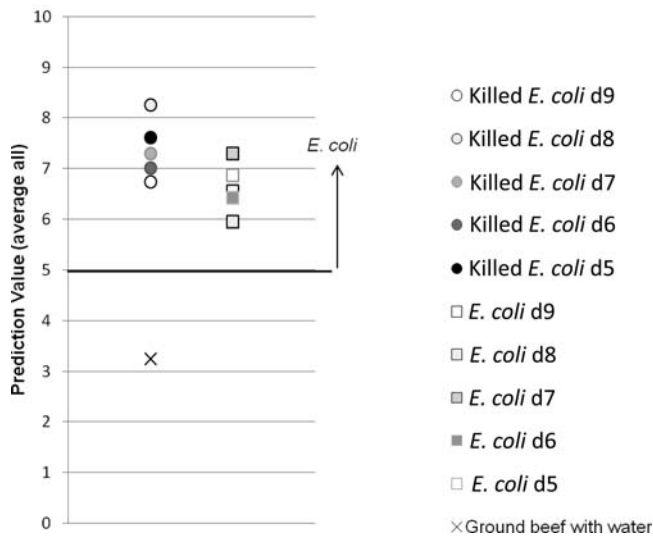 Prediction Value (average all)
10
9
8
7
6
5
4
3
2
1
0
E. coli
Killed E. coli d9
Killed E. coli d8
Killed E. coli d7
Killed E. coli d6
Killed E. coli d5
E. coli d9
E. coli d8
E. coli d7
E. coli d6
E. coli d5
Ground beef with water